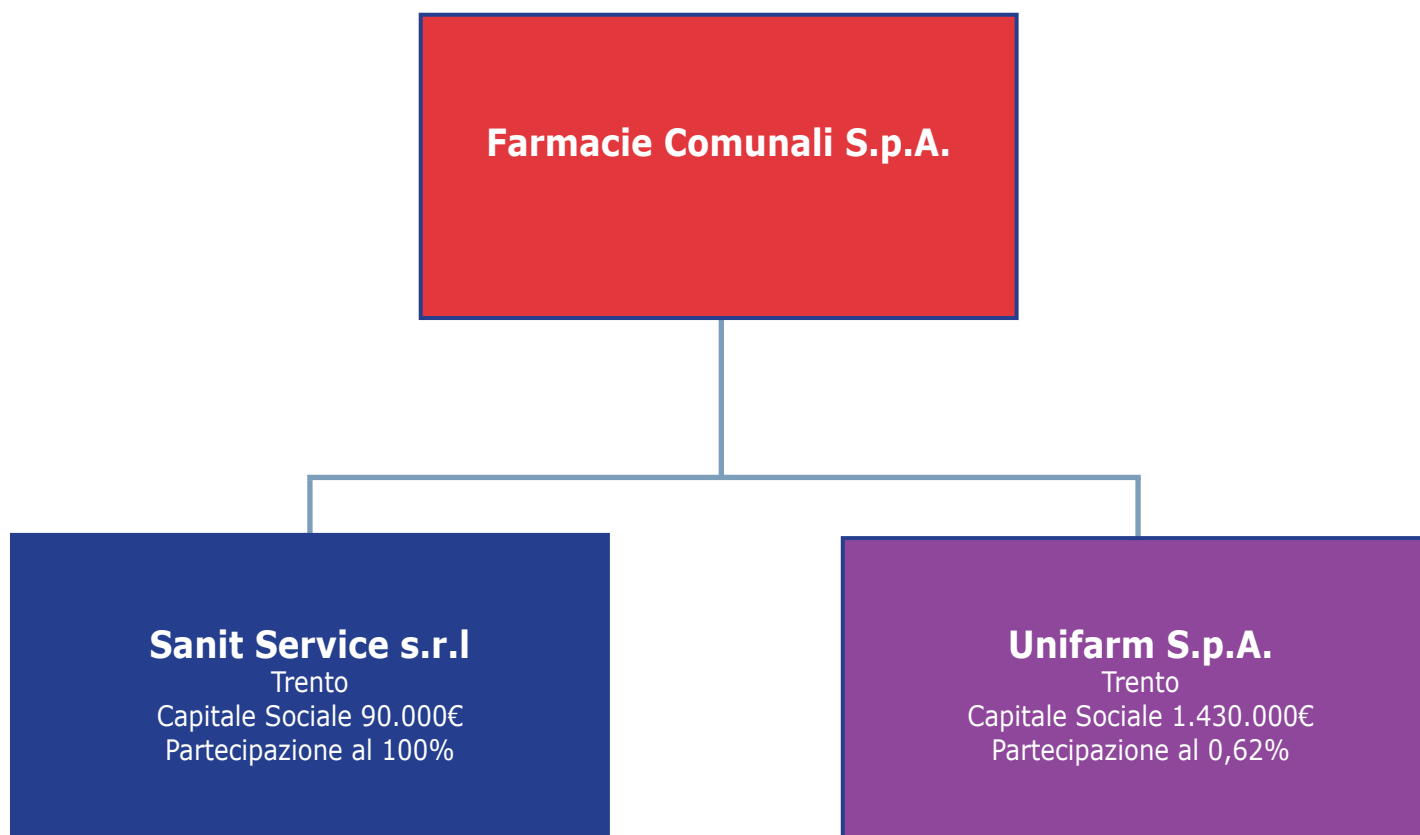 Farmacie Comunali S.p.A.
Sanit Service s.r.l
Trento
Capitale Sociale 90.000€
Partecipazione al 100%
Unifarm S.p.A.
Trento
Capitale Sociale 1.430.000€
Partecipazione al 0,62%